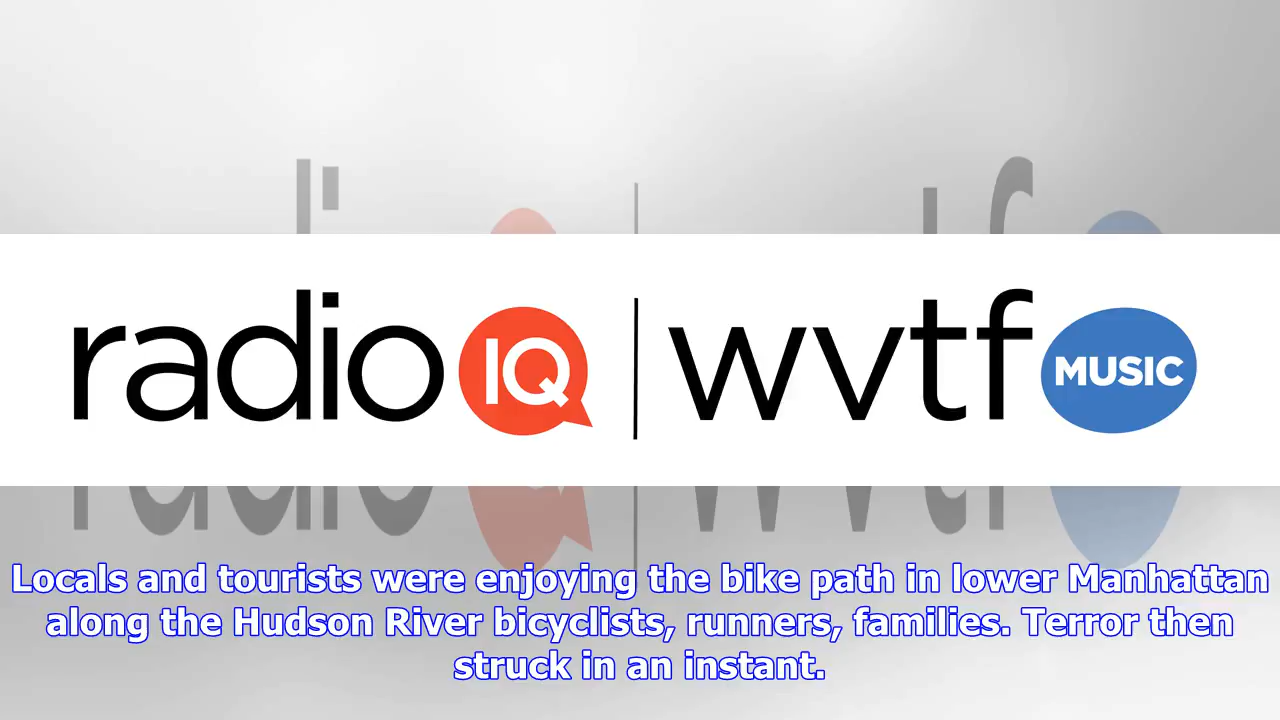 radio IQ | wvtf MUSIC
Locals and tourists were enjoying the bike path in lower Manhattan
along the Hudson River bicyclists, runners, families. Terror then
struck in an instant.